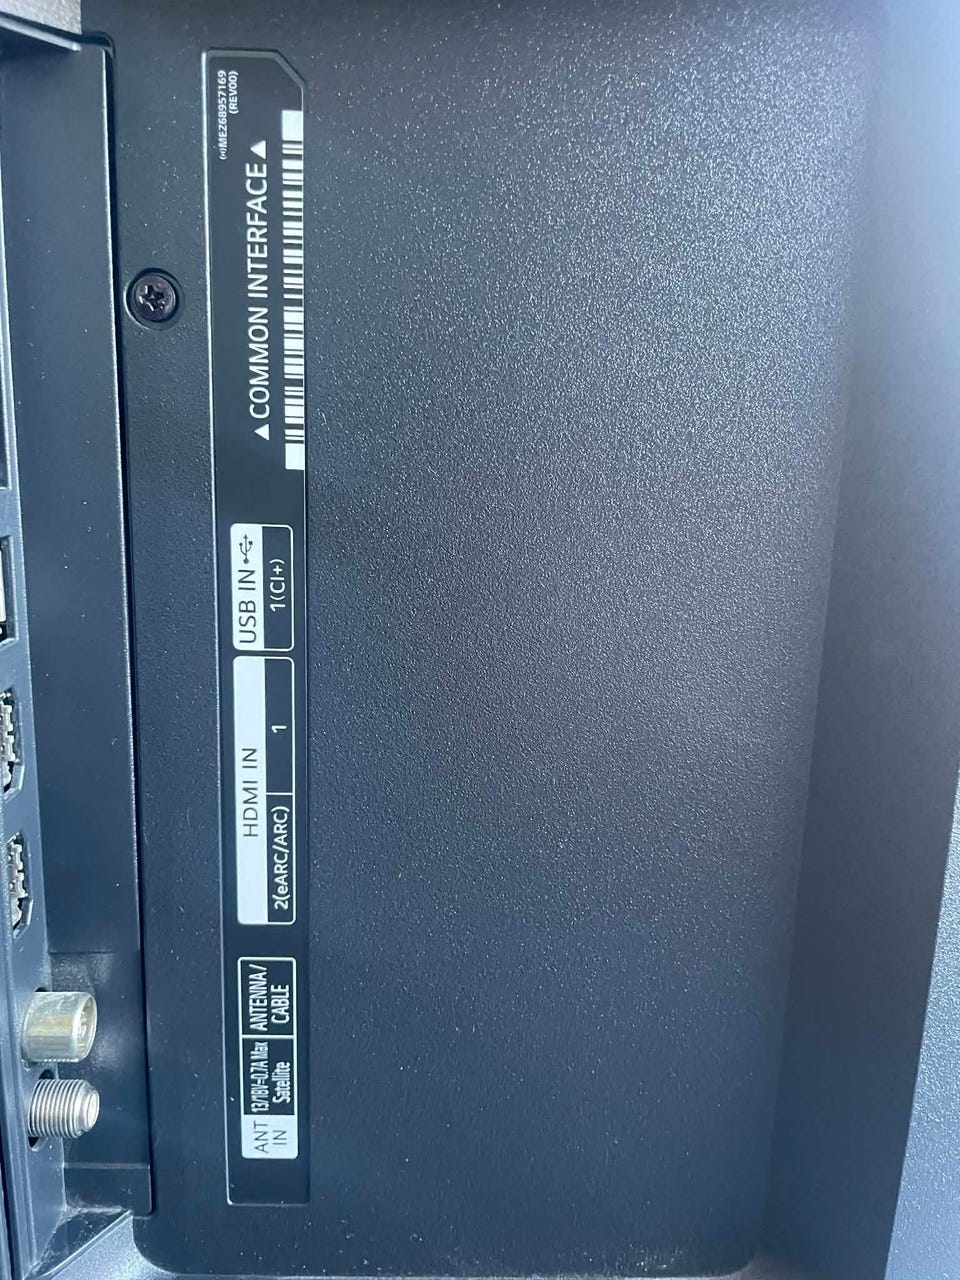 ANT IN
13/18V⎓0.7A Max
Satellite
ANTENNA/
CABLE
HDMI IN
2(eARC/ARC)
1
USB IN
1(CI+)
▲COMMON INTERFACE▲
(*)MEZ68957169
(REV00)